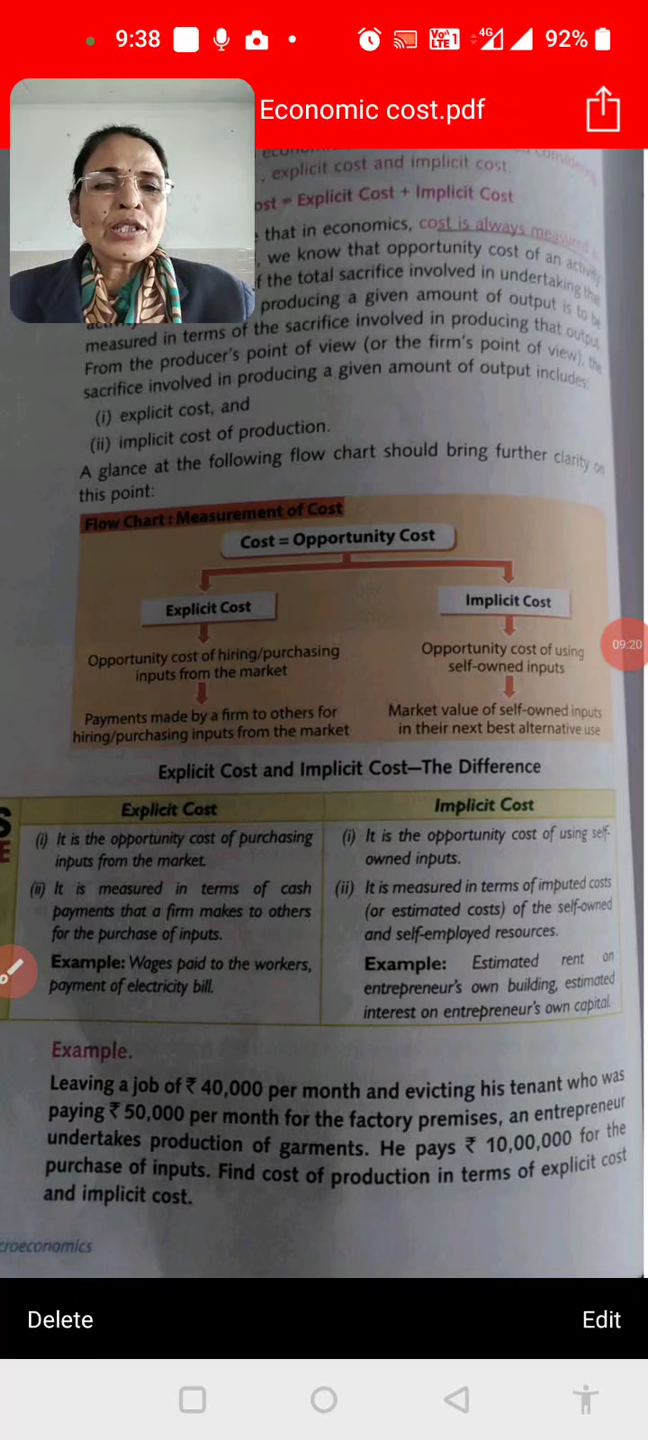 9:38
Vo))
LTE 1
4G
92%
Economic cost.pdf
, explicit cost and implicit cost.
ost = Explicit Cost + Implicit Cost
that in economics, cost is always measured
, we know that opportunity cost of an activity
f the total sacrifice involved in undertaking the
producing a given amount of output is to be
measured in terms of the sacrifice involved in producing that output.
From the producer's point of view (or the firm's point of view), the
sacrifice involved in producing a given amount of output includes:
(i) explicit cost, and
(ii) implicit cost of production.
A glance at the following flow chart should bring further clarity on
this point:
Flow Chart : Measurement of Cost
Cost = Opportunity Cost
Explicit Cost
Opportunity cost of hiring/purchasing
inputs from the market
Payments made by a firm to others for
hiring/purchasing inputs from the market
Implicit Cost
Opportunity cost of using
self-owned inputs
Market value of self-owned inputs
in their next best alternative use
09:20
Explicit Cost and Implicit Cost—The Difference
S
E
Explicit Cost
(i) It is the opportunity cost of purchasing
inputs from the market.
(ii) It is measured in terms of cash
payments that a firm makes to others
for the purchase of inputs.
Example: Wages paid to the workers,
payment of electricity bill.
Implicit Cost
(i) It is the opportunity cost of using self-
owned inputs.
(ii) It is measured in terms of imputed costs
(or estimated costs) of the self-owned
and self-employed resources.
Example: Estimated rent on
entrepreneur's own building, estimated
interest on entrepreneur's own capital.
Example.
Leaving a job of ₹ 40,000 per month and evicting his tenant who was
paying ₹ 50,000 per month for the factory premises, an entrepreneur
undertakes production of garments. He pays ₹ 10,00,000 for the
purchase of inputs. Find cost of production in terms of explicit cost
and implicit cost.
croeconomics
Delete
Edit